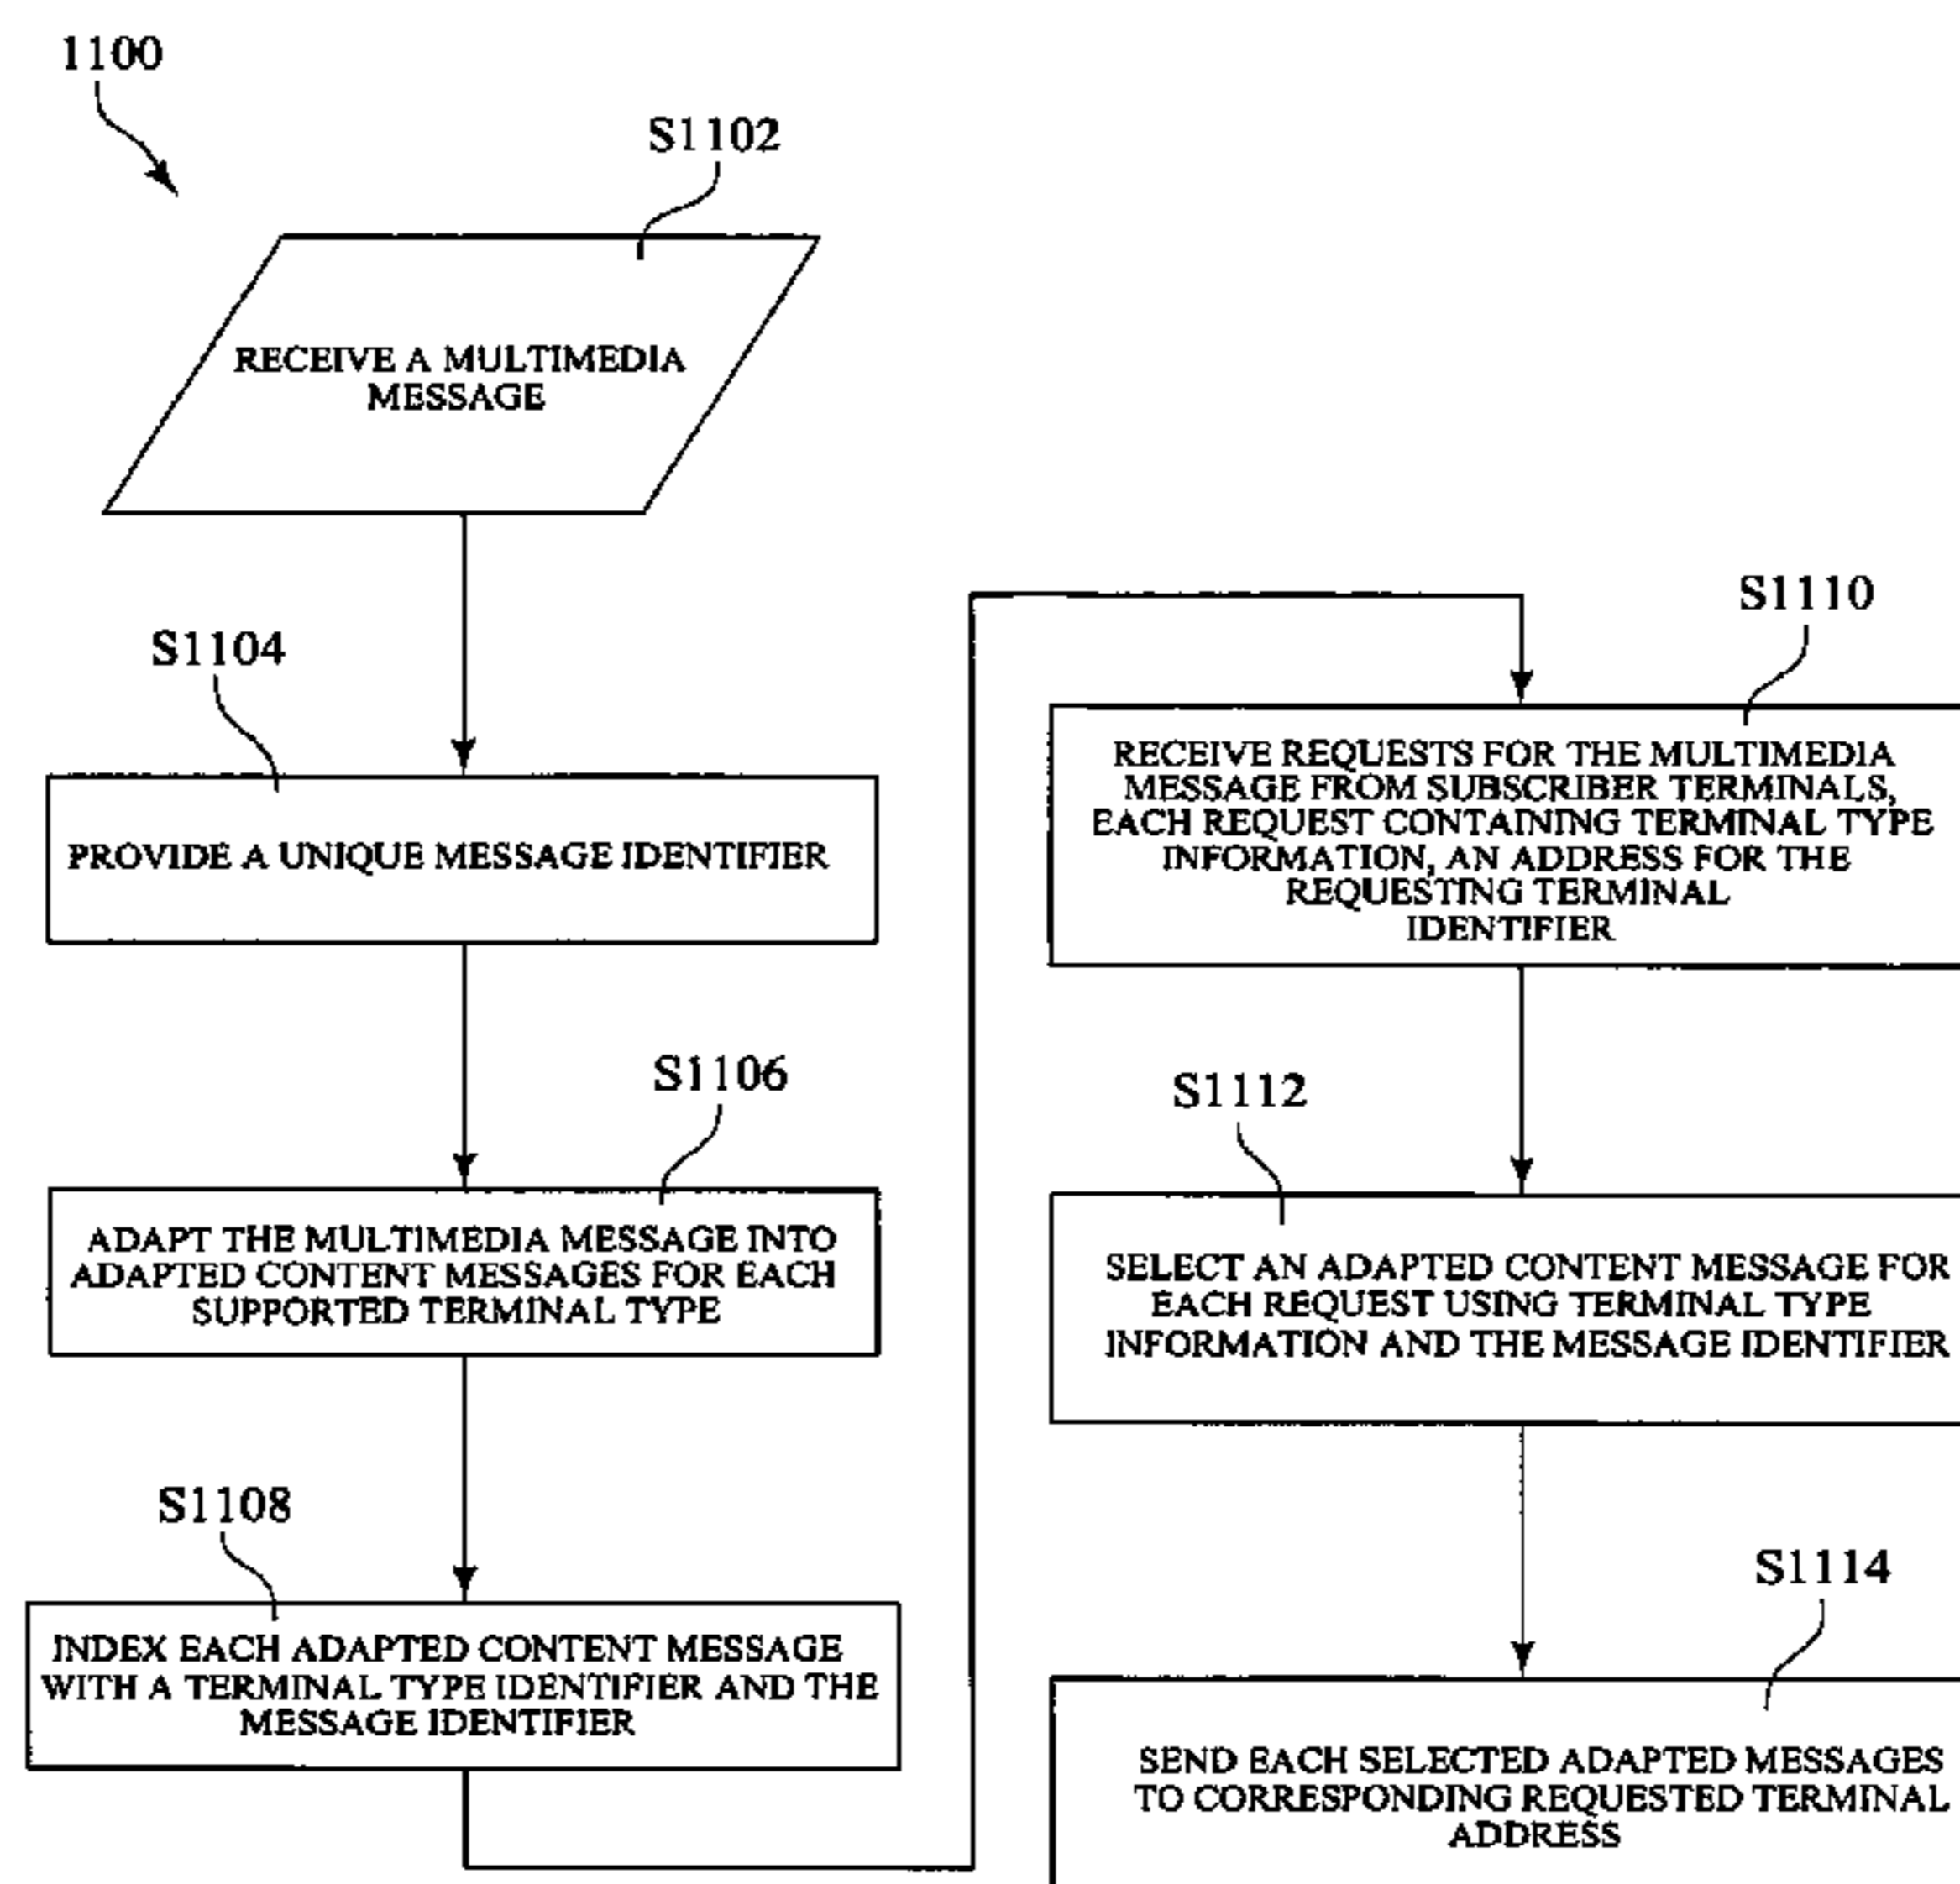 1100
S1102
RECEIVE A MULTIMEDIA
MESSAGE
S1104
PROVIDE A UNIQUE MESSAGE IDENTIFIER
S1106
ADAPT THE MULTIMEDIA MESSAGE INTO
ADAPTED CONTENT MESSAGES FOR EACH
SUPPORTED TERMINAL TYPE
S1108
INDEX EACH ADAPTED CONTENT MESSAGE
WITH A TERMINAL TYPE IDENTIFIER AND THE
MESSAGE IDENTIFIER
S1110
RECEIVE REQUESTS FOR THE MULTIMEDIA
MESSAGE FROM SUBSCRIBER TERMINALS,
EACH REQUEST CONTAINING TERMINAL TYPE
INFORMATION, AN ADDRESS FOR THE
REQUESTING TERMINAL
IDENTIFIER
S1112
SELECT AN ADAPTED CONTENT MESSAGE FOR
EACH REQUEST USING TERMINAL TYPE
INFORMATION AND THE MESSAGE IDENTIFIER
S1114
SEND EACH SELECTED ADAPTED MESSAGES
TO CORRESPONDING REQUESTED TERMINAL
ADDRESS